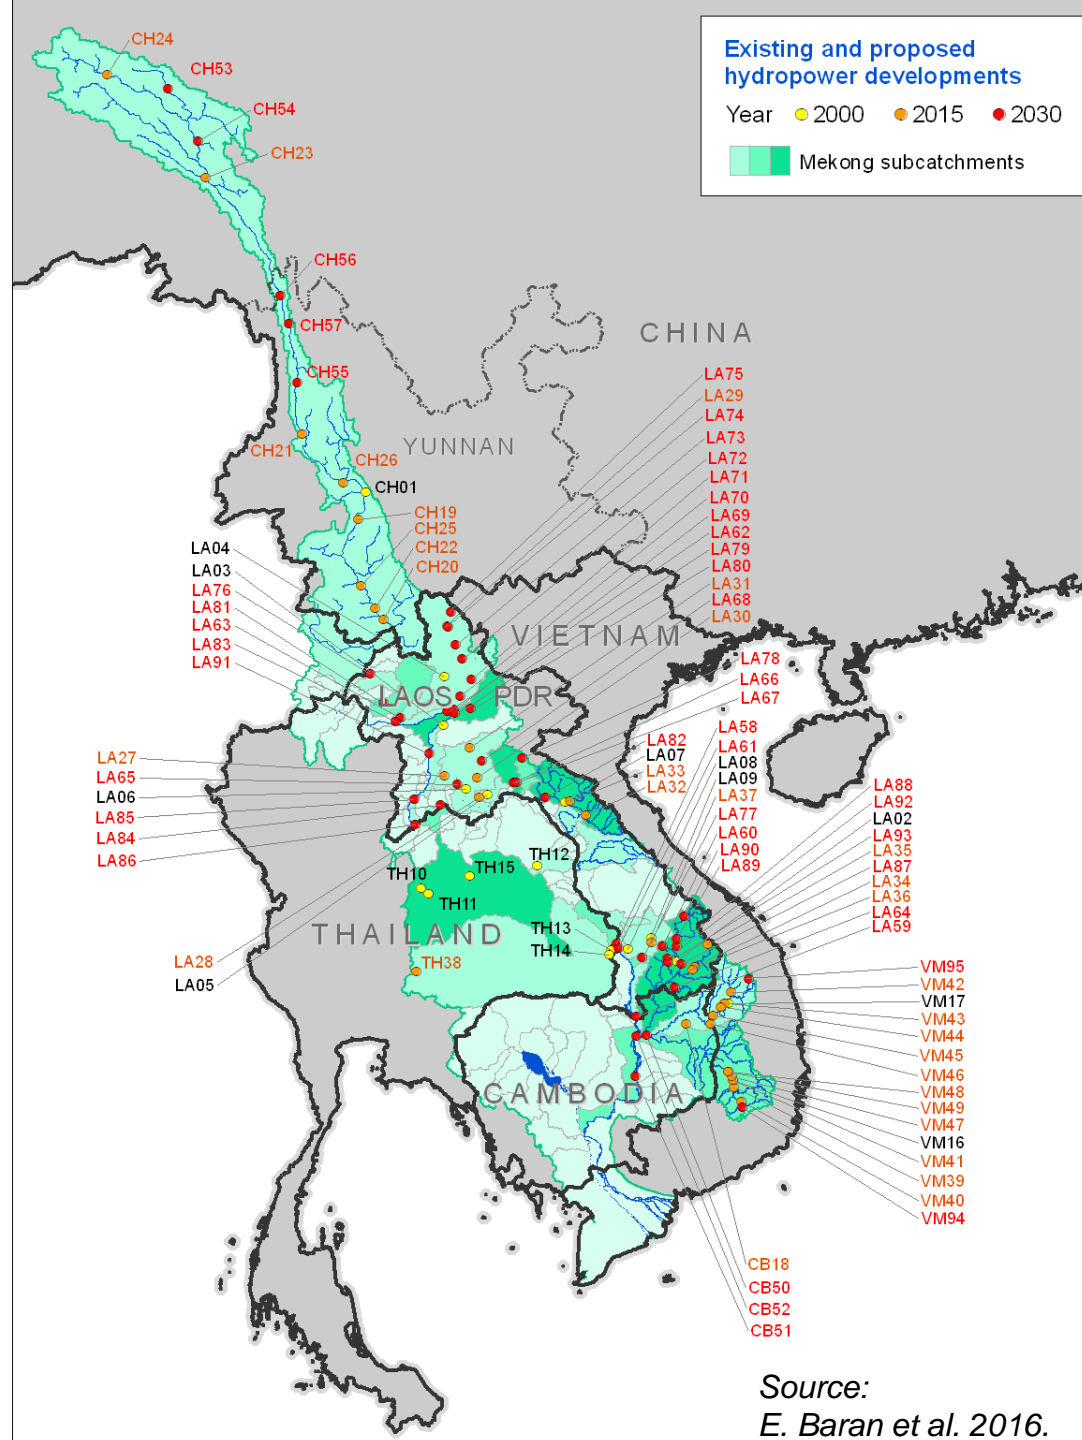 Existing and proposed
hydropower developments
Year 2000 2015 2030
Mekong subcatchments
CH24
CH53
CH54
CH23
CH56
CH57
CH55
CH21
CH26
CH01
CH19
CH25
CH22
CH20
CHINA
YUNNAN
VIETNAM
LAOS PDR
THAILAND
CAMBODIA
LA04
LA03
LA76
LA81
LA63
LA83
LA91
LA75
LA29
LA74
LA73
LA72
LA71
LA70
LA69
LA62
LA79
LA80
LA31
LA68
LA30
LA78
LA66
LA67
LA58
LA61
LA08
LA09
LA37
LA77
LA60
LA90
LA89
LA82
LA07
LA33
LA32
LA88
LA92
LA02
LA93
LA35
LA87
LA34
LA36
LA64
LA59
LA27
LA65
LA06
LA85
LA84
LA86
LA28
LA05
TH10
TH15
TH12
TH11
TH13
TH14
TH38
VM95
VM42
VM17
VM43
VM44
VM45
VM46
VM48
VM49
VM47
VM16
VM41
VM39
VM40
VM94
CB18
CB50
CB52
CB51
Source:
E. Baran et al. 2016.